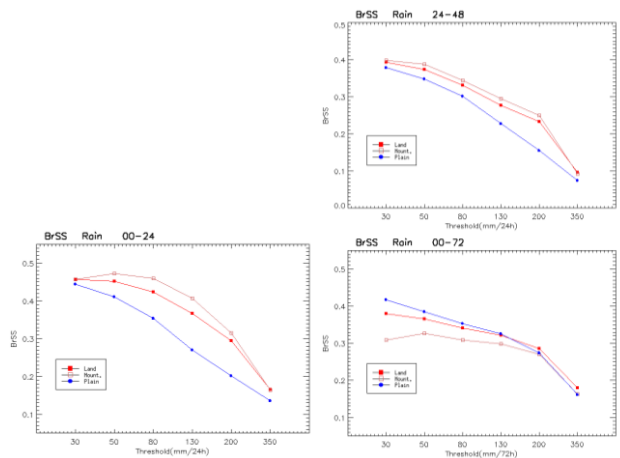 BrSS Rain 24-48
0.5
0.4
0.3
0.2
0.1
0.0
BrSS
Land
Mount,
Plain
30 50 80 130 200 350
Threshold(mm/24h)
BrSS Rain 00-24
0.5
0.4
0.3
0.2
0.1
BrSS
Land
Mount,
Plain
30 50 80 130 200 350
Threshold(mm/24h)
BrSS Rain 00-72
0.5
0.4
0.3
0.2
0.1
BrSS
Land
Mount,
Plain
30 50 80 130 200 350
Threshold(mm/72h)